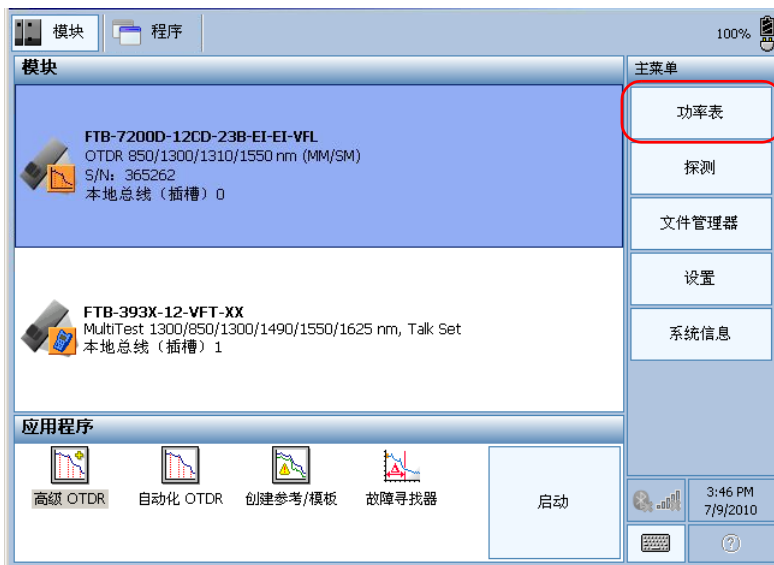 模块
程序
100%
模块
主菜单
FTB-7200D-12CD-23B-EI-EI-VFL
OTDR 850/1300/1310/1550 nm (MM/SM)
S/N: 365262
本地总线（插槽）0
功率表
探测
文件管理器
设置
系统信息
FTB-393X-12-VFT-XX
MultiTest 1300/850/1300/1490/1550/1625 nm, Talk Set
本地总线（插槽）1
应用程序
高级 OTDR
自动化 OTDR
创建参考/模板
故障寻找器
启动
3:46 PM
7/9/2010